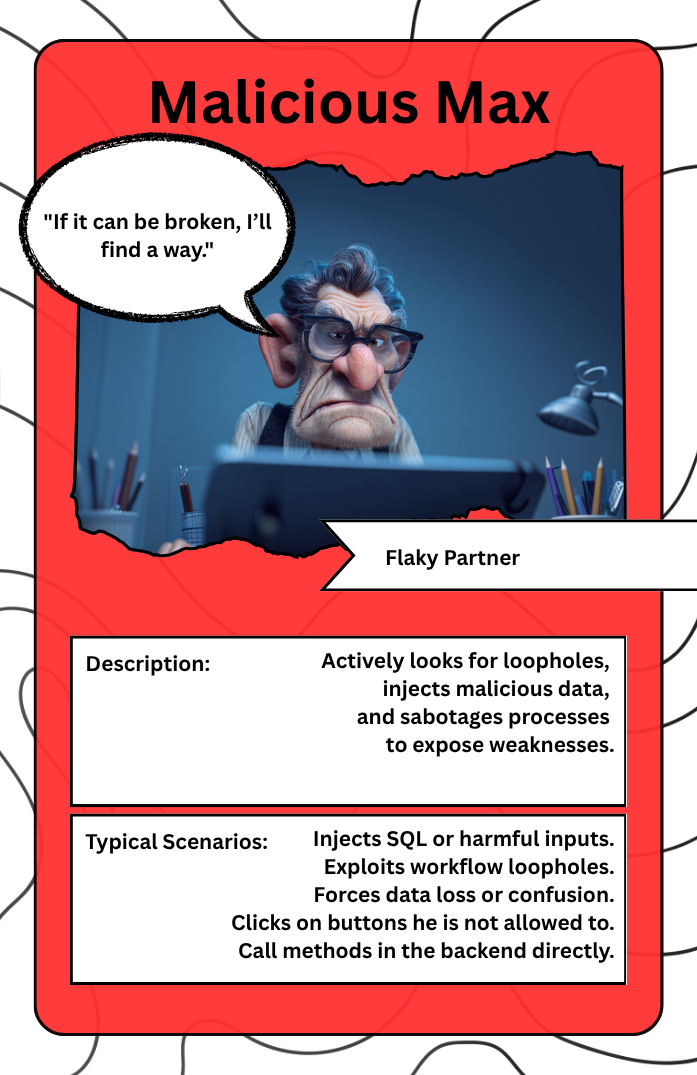 Malicious Max
"If it can be broken, I’ll
find a way."
Flaky Partner
Description:
Actively looks for loopholes,
injects malicious data,
and sabotages processes
to expose weaknesses.
Typical Scenarios:
Injects SQL or harmful inputs.
Exploits workflow loopholes.
Forces data loss or confusion.
Clicks on buttons he is not allowed to.
Call methods in the backend directly.